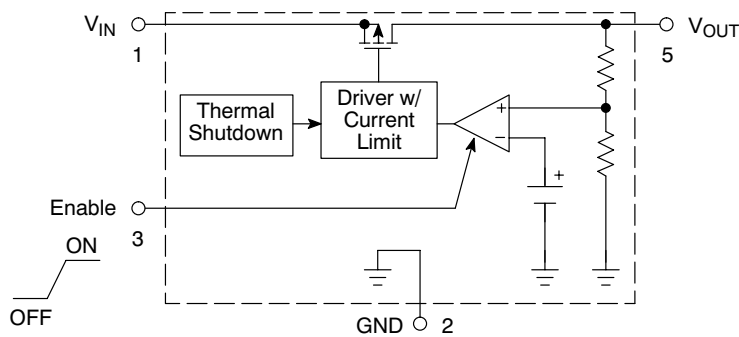 VIN
1
VOUT
5
Thermal
Shutdown
Driver w/
Current
Limit
+
−
+
Enable
3
ON
OFF
GND
2